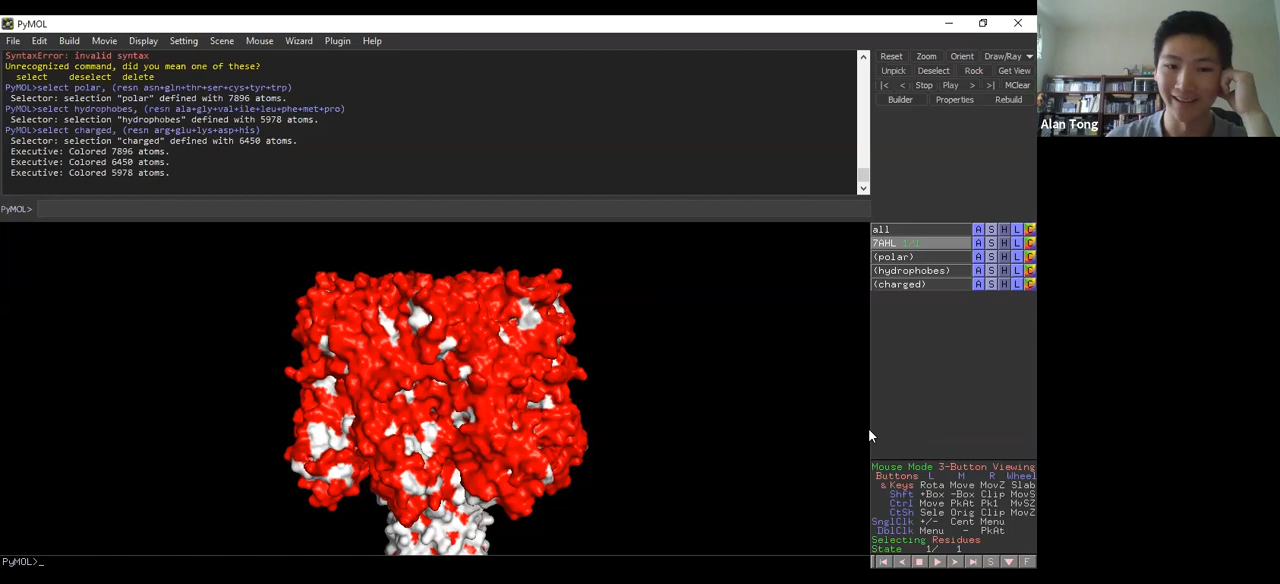 PyMOL
File Edit Build Movie Display Setting Scene Mouse Wizard Plugin Help
SyntaxError: invalid syntax
Unrecognized command, did you mean one of these?
select deselect delete
PyMOL>select polar, (resn asn+gln+thr+ser+cys+tyr+trp)
Selector: selection "polar" defined with 7896 atoms.
PyMOL>select hydrophobes, (resn ala+gly+val+ile+leu+phe+met+pro)
Selector: selection "hydrophobes" defined with 5978 atoms.
PyMOL>select charged, (resn arg+glu+lys+asp+his)
Selector: selection "charged" defined with 6450 atoms.
Executive: Colored 7896 atoms.
Executive: Colored 6450 atoms.
Executive: Colored 5978 atoms.
PyMOL>
Reset Zoom Orient Draw/Ray
Unpick Deselect Rock Get View
|< < Stop Play > >| MClear
Builder Properties Rebuild
Alan Tong
all A S H L C
7AHL 1/1 A S H L C
(polar) A S H L C
(hydrophobes) A S H L C
(charged) A S H L C
Mouse Mode 3-Button Viewing
Buttons L M R Wheel
& Keys Rota Move MovZ Slab
Shft +Box -Box Clip MovS
Ctrl Move PkAt Pk1 MvSZ
CtSh Sele Orig Clip MovZ
SnglClk +/- Cent Menu
DblClk Menu - PkAt
Selecting Residues
State 1/ 1
S F
PyMOL>_